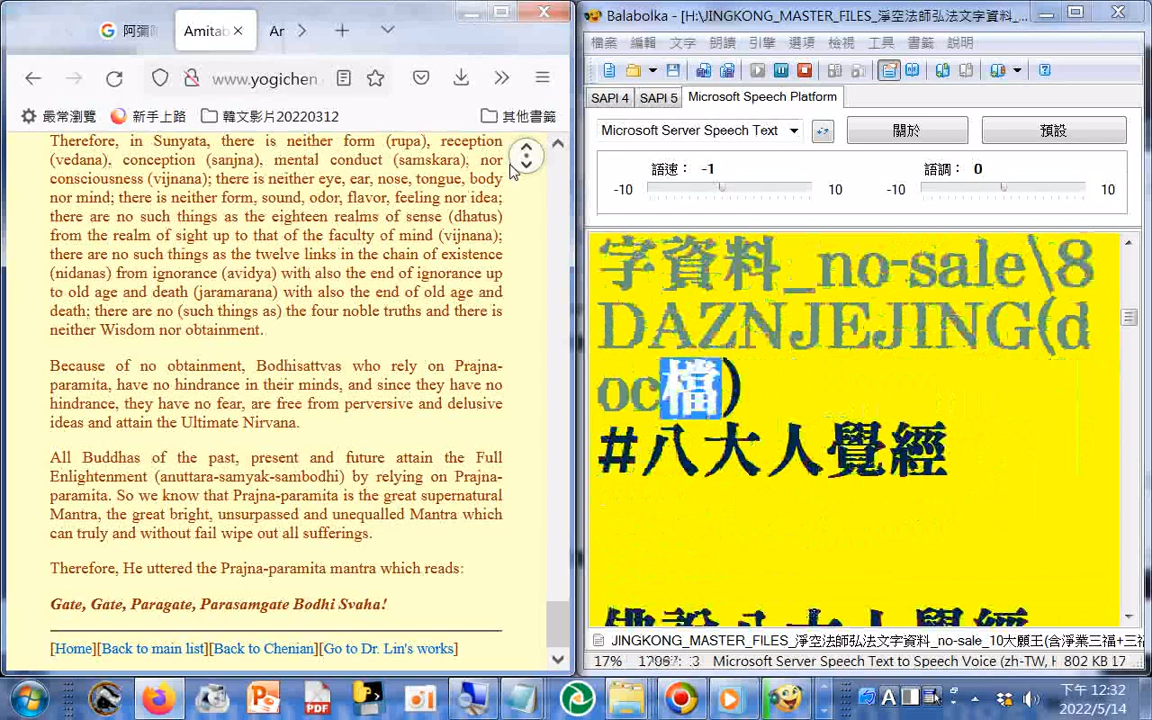 阿彌
Amitab
Ar
Balabolka - [H:\JINGKONG_MASTER_FILES_淨空法師弘法文字資料_...
檔案 編輯 文字 朗讀 引擎 選項 檢視 工具 書籤 說明
www.yogichen
SAPI 4 SAPI 5 Microsoft Speech Platform
最常瀏覽 新手上路 韓文影片20220312 其他書籤
Microsoft Server Speech Text 關於 預設
語速： -1 語調： 0
-10 10 -10 10
Therefore, in Sunyata, there is neither form (rupa), reception
(vedana), conception (sanjna), mental conduct (samskara), nor
consciousness (vijnana); there is neither eye, ear, nose, tongue, body
nor mind; there is neither form, sound, odor, flavor, feeling nor idea;
there are no such things as the eighteen realms of sense (dhatus)
from the realm of sight up to that of the faculty of mind (vijnana);
there are no such things as the twelve links in the chain of existence
(nidanas) from ignorance (avidya) with also the end of ignorance up
to old age and death (jaramarana) with also the end of old age and
death; there are no (such things as) the four noble truths and there is
neither Wisdom nor obtainment.
Because of no obtainment, Bodhisattvas who rely on Prajna-
paramita, have no hindrance in their minds, and since they have no
hindrance, they have no fear, are free from perversive and delusive
ideas and attain the Ultimate Nirvana.
All Buddhas of the past, present and future attain the Full
Enlightenment (anuttara-samyak-sambodhi) by relying on Prajna-
paramita. So we know that Prajna-paramita is the great supernatural
Mantra, the great bright, unsurpassed and unequalled Mantra which
can truly and without fail wipe out all sufferings.
Therefore, He uttered the Prajna-paramita mantra which reads:
Gate, Gate, Paragate, Parasamgate Bodhi Svaha!
[Home][Back to main list][Back to Chenian][Go to Dr. Lin's works]
字資料_no-sale\8
DAZNJEJING(d
oc檔)
#八大人覺經
佛說八大人覺經
JINGKONG_MASTER_FILES_淨空法師弘法文字資料_no-sale_10大願王(含淨業三福+三福
17% Microsoft Server Speech Text to Speech Voice (zh-TW, H 802 KB 17
下午 12:32
2022/5/14